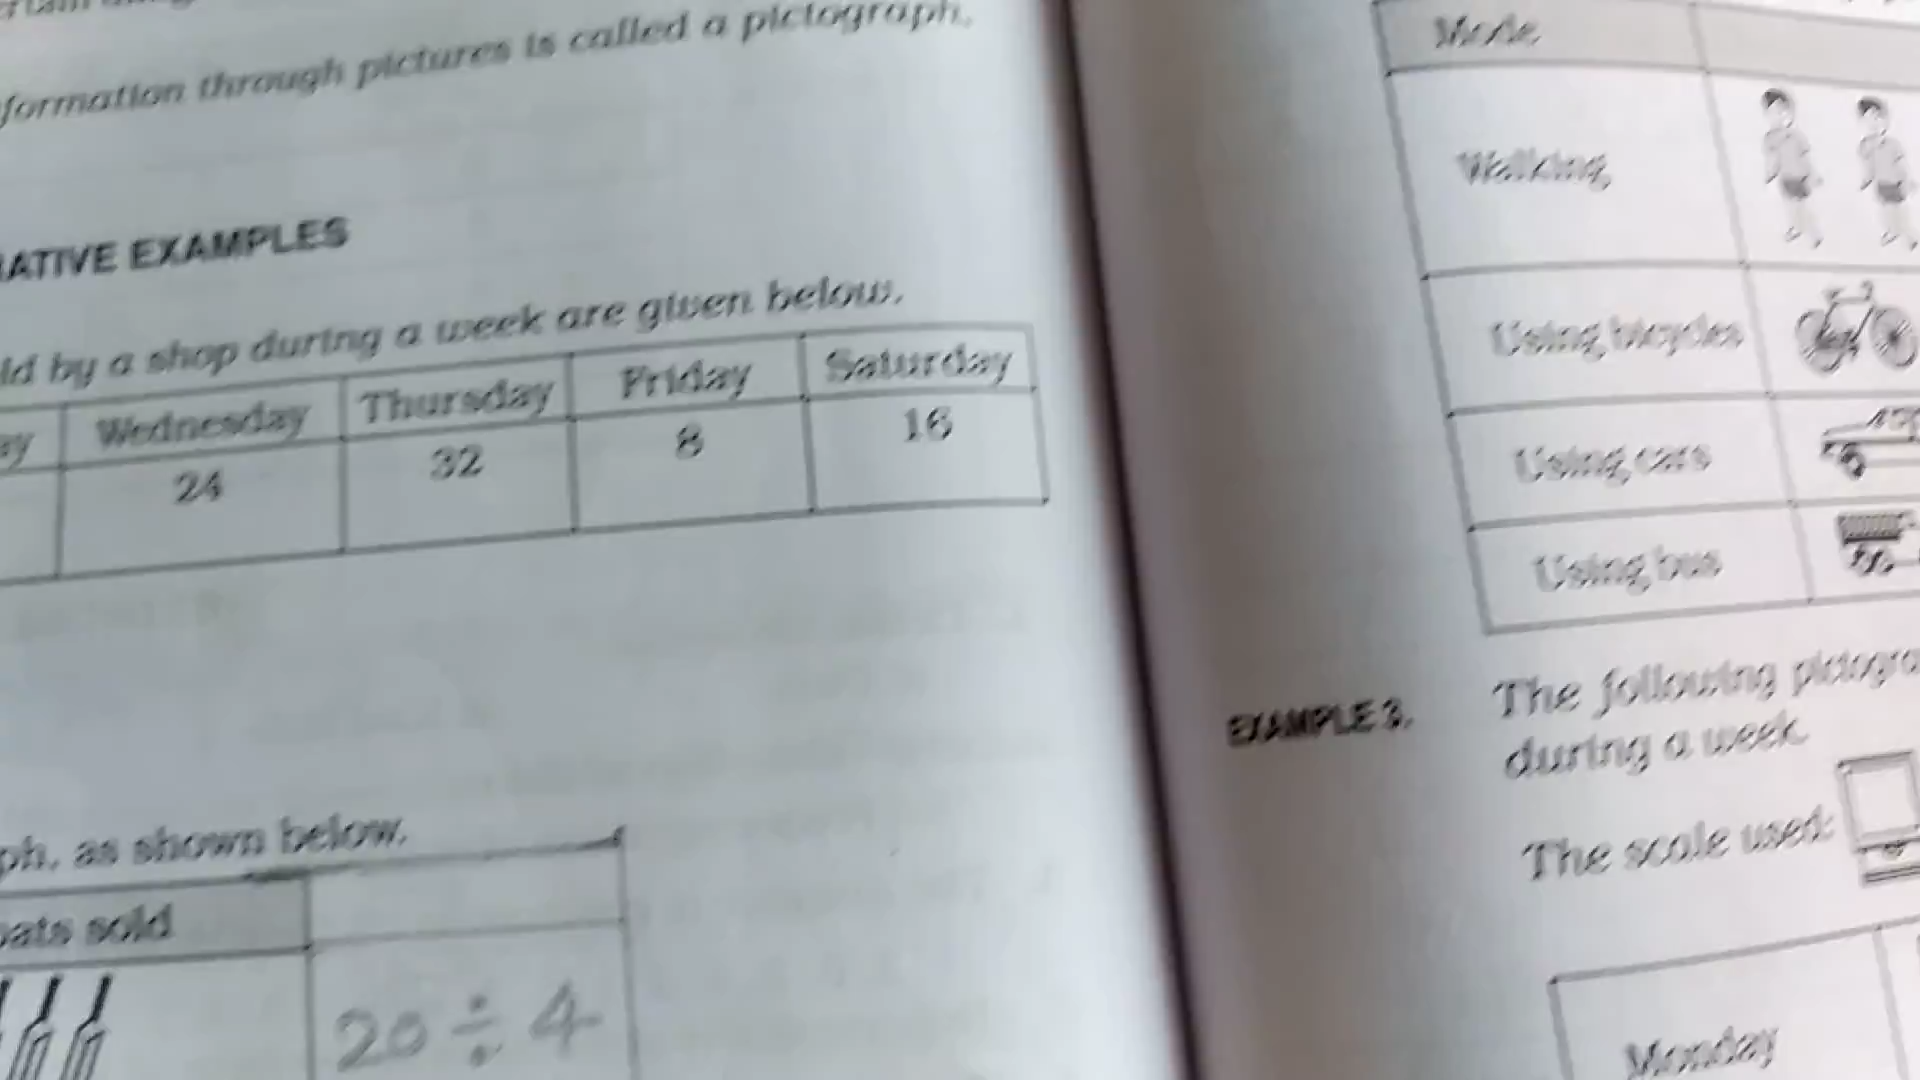 formation through pictures is called a pictograph.
ATIVE EXAMPLES
ld by a shop during a week are given below.
ay Wednesday Thursday Friday Saturday
24 32 8 16
ph, as shown below.
ats sold
20 ÷ 4
Mode
Walking
Using bicycles
Using cars
Using bus
EXAMPLE 3. The following pictogra
during a week.
The scale used:
Monday